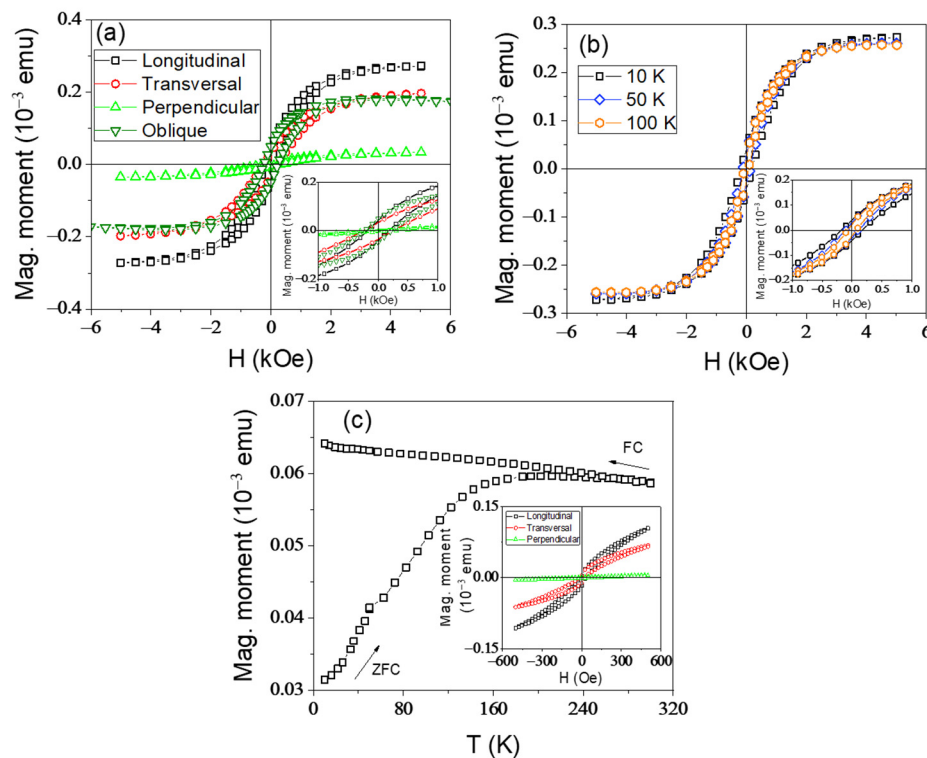 (a)
Mag. moment (10⁻³ emu)
0.4
0.2
0.0
−0.2
−0.4
Longitudinal
Transversal
Perpendicular
Oblique
−6 −4 −2 0 2 4 6
H (kOe)
Mag. moment (10⁻³ emu)
0.2
0.0
−0.2
−1.0 −0.5 0.0 0.5 1.0
H (kOe)
(b)
Mag. moment (10⁻³ emu)
0.3
0.2
0.1
0.0
−0.1
−0.2
−0.3
10 K
50 K
100 K
−6 −4 −2 0 2 4 6
H (kOe)
Mag. moment (10⁻³ emu)
0.2
0.1
0.0
−0.1
−0.2
−1.0 −0.5 0.0 0.5 1.0
H (kOe)
(c)
Mag. moment (10⁻³ emu)
0.07
0.06
0.05
0.04
0.03
FC
ZFC
0 80 160 240 320
T (K)
Mag. moment
(10⁻³ emu)
0.15
0.00
−0.15
Longitudinal
Transversal
Perpendicular
−600 −300 0 300 600
H (Oe)